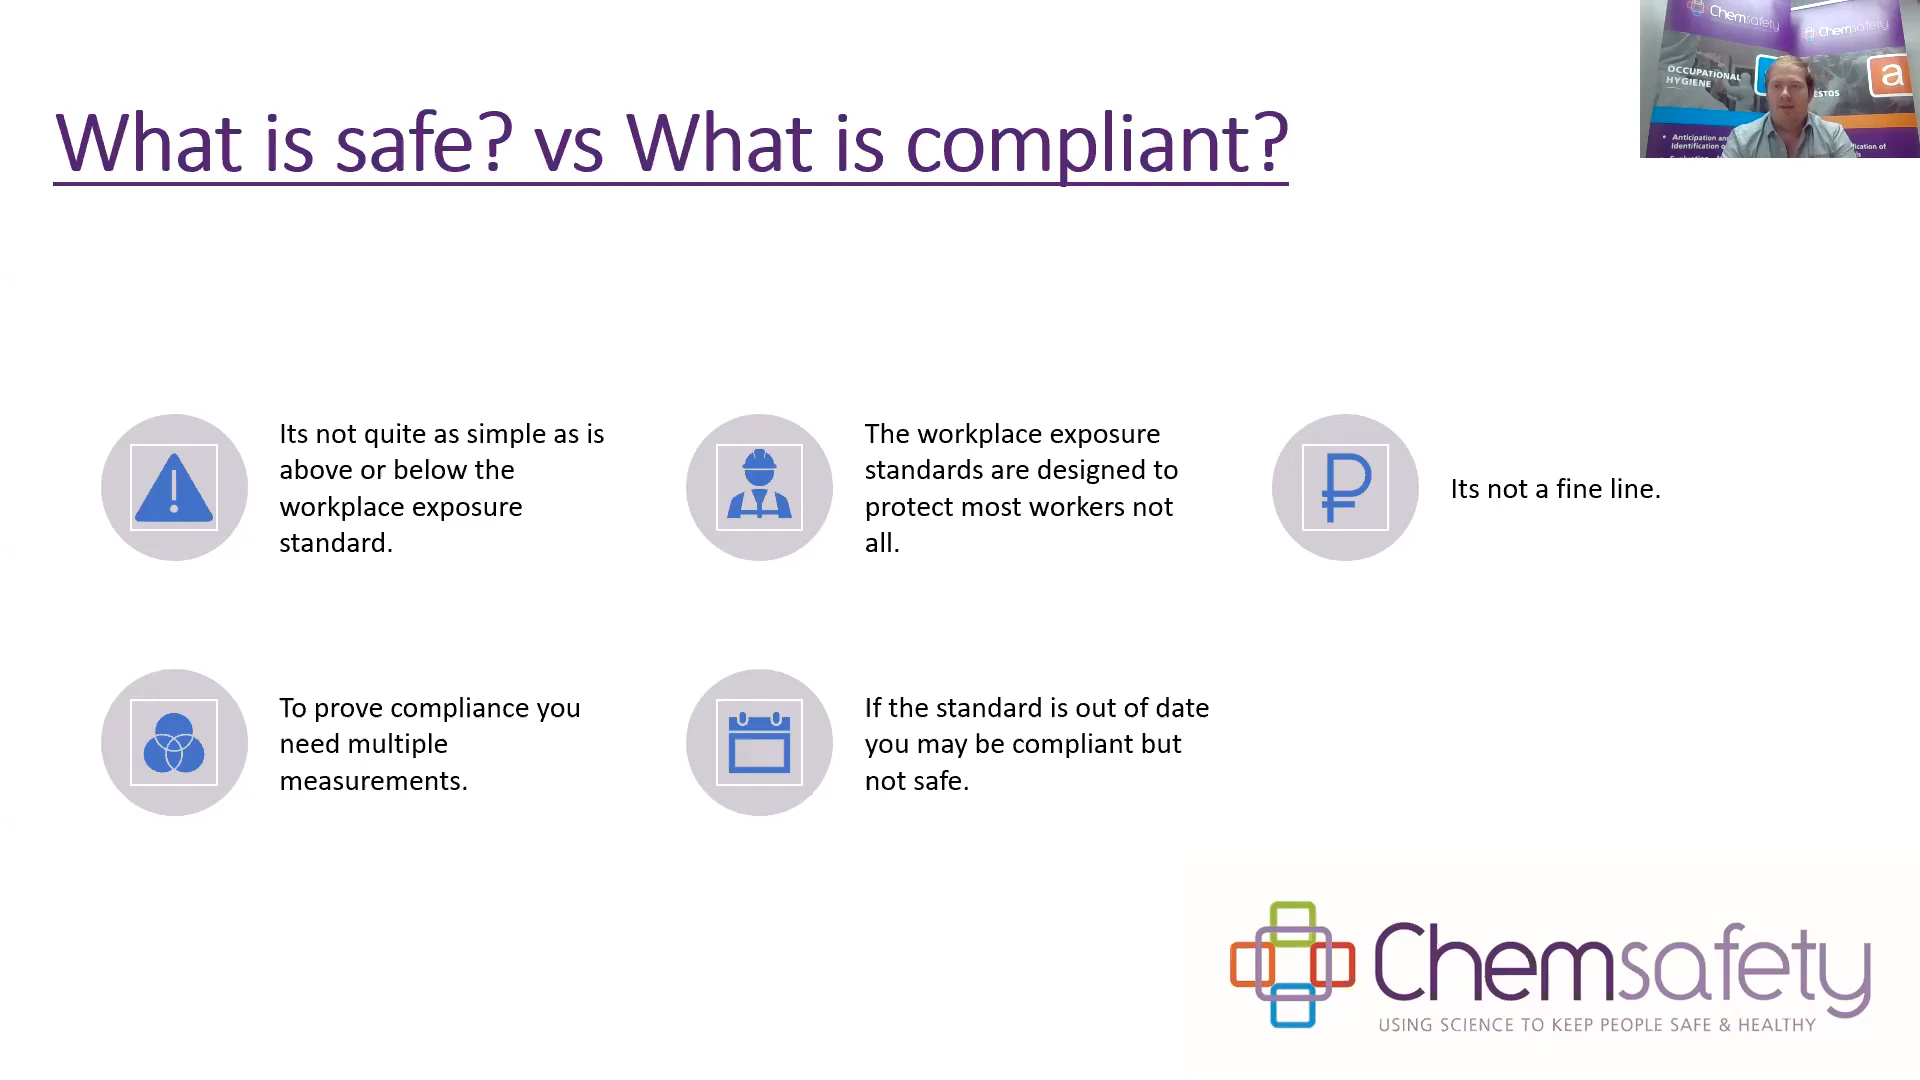 What is safe? vs What is compliant?
Its not quite as simple as is
above or below the
workplace exposure
standard.
The workplace exposure
standards are designed to
protect most workers not
all.
Its not a fine line.
To prove compliance you
need multiple
measurements.
If the standard is out of date
you may be compliant but
not safe.
Chemsafety
USING SCIENCE TO KEEP PEOPLE SAFE & HEALTHY
Chemsafety
Chemsafety
OCCUPATIONAL
HYGIENE
a
Anticipation
Identification